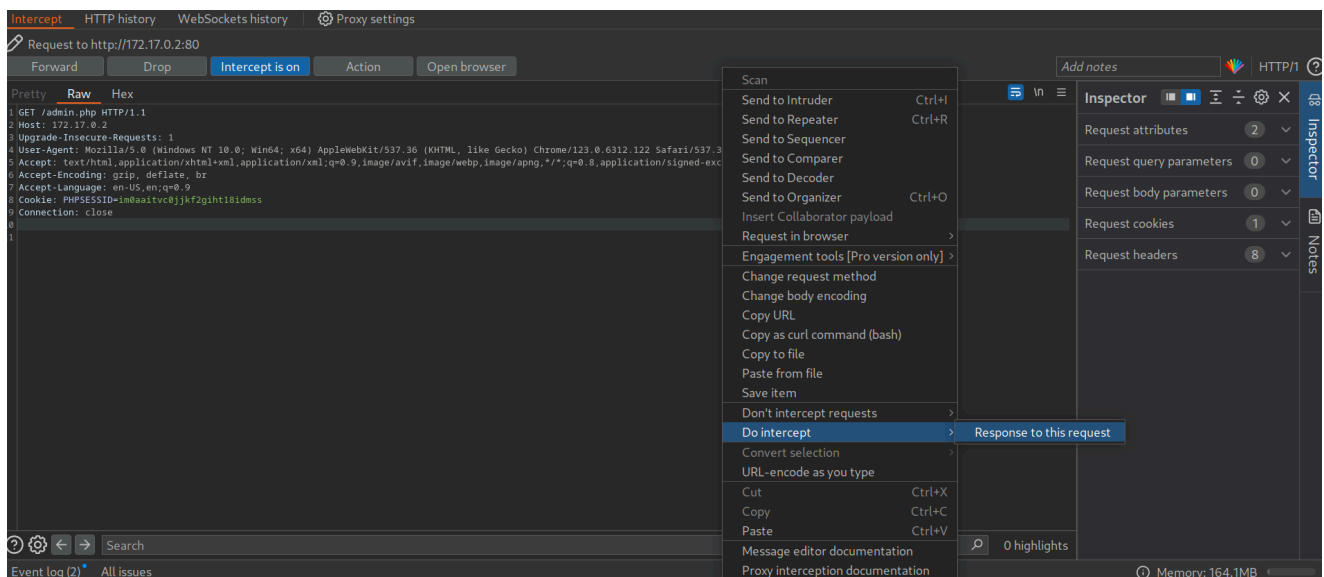 Intercept HTTP history WebSockets history Proxy settings
Request to http://172.17.0.2:80
Forward Drop Intercept is on Action Open browser Add notes HTTP/1
Pretty Raw Hex \n
1 GET /admin.php HTTP/1.1
2 Host: 172.17.0.2
3 Upgrade-Insecure-Requests: 1
4 User-Agent: Mozilla/5.0 (Windows NT 10.0; Win64; x64) AppleWebKit/537.36 (KHTML, like Gecko) Chrome/123.0.6312.122 Safari/537.3
5 Accept: text/html,application/xhtml+xml,application/xml;q=0.9,image/avif,image/webp,image/apng,*/*;q=0.8,application/signed-exc
6 Accept-Encoding: gzip, deflate, br
7 Accept-Language: en-US,en;q=0.9
8 Cookie: PHPSESSID=im0aaitvc0jjkf2giht18idmss
9 Connection: close
0
1
Scan
Send to Intruder Ctrl+I
Send to Repeater Ctrl+R
Send to Sequencer
Send to Comparer
Send to Decoder
Send to Organizer Ctrl+O
Insert Collaborator payload
Request in browser >
Engagement tools [Pro version only] >
Change request method
Change body encoding
Copy URL
Copy as curl command (bash)
Copy to file
Paste from file
Save item
Don't intercept requests >
Do intercept >
Response to this request
Convert selection >
URL-encode as you type
Cut Ctrl+X
Copy Ctrl+C
Paste Ctrl+V
Message editor documentation
Proxy interception documentation
Inspector
Request attributes 2
Request query parameters 0
Request body parameters 0
Request cookies 1
Request headers 8
Inspector
Notes
Search 0 highlights
Event log (2) All issues Memory: 164.1MB